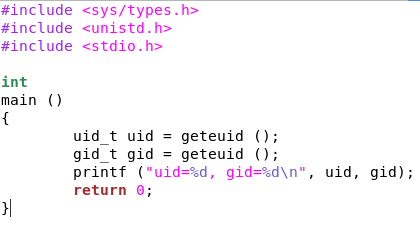 #include <sys/types.h>
#include <unistd.h>
#include <stdio.h>

int
main ()
{
        uid_t uid = geteuid ();
        gid_t gid = geteuid ();
        printf ("uid=%d, gid=%d\n", uid, gid);
        return 0;
}